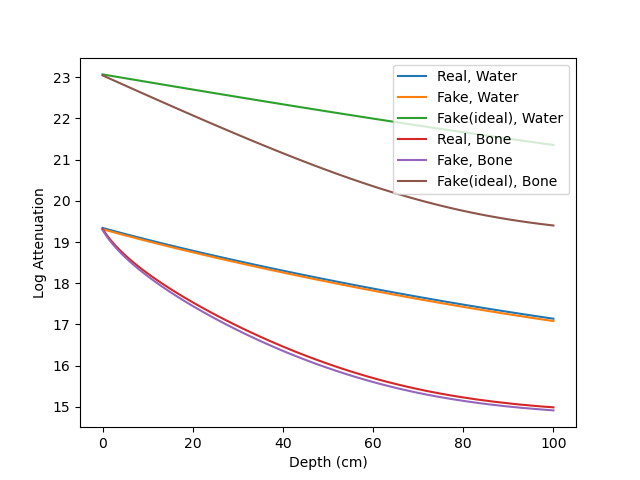 Real, Water
Fake, Water
Fake(ideal), Water
Real, Bone
Fake, Bone
Fake(ideal), Bone
23
22
21
20
19
18
17
16
15
Log Attenuation
0 20 40 60 80 100
Depth (cm)